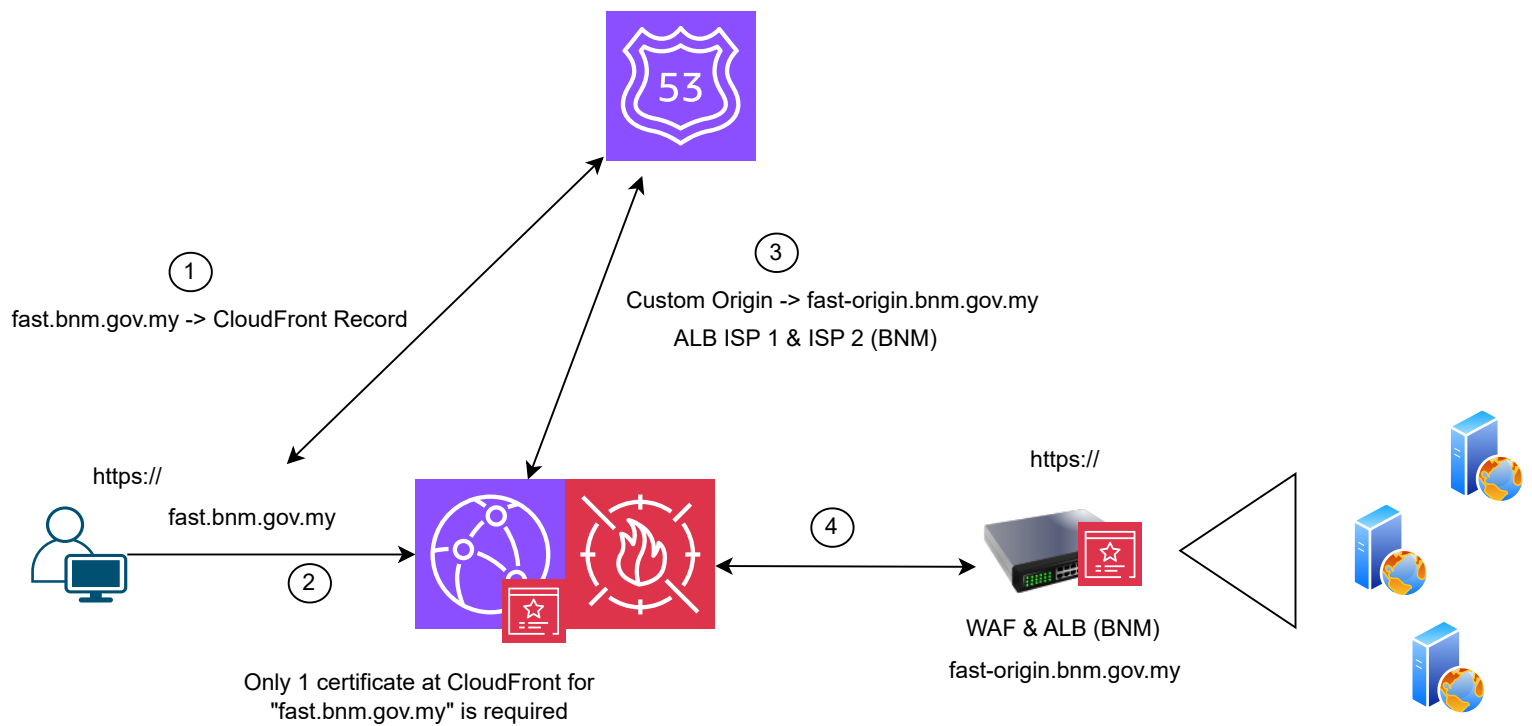 53
1
fast.bnm.gov.my -> CloudFront Record
3
Custom Origin -> fast-origin.bnm.gov.my
ALB ISP 1 & ISP 2 (BNM)
https://
fast.bnm.gov.my
2
4
https://
WAF & ALB (BNM)
fast-origin.bnm.gov.my
Only 1 certificate at CloudFront for
"fast.bnm.gov.my" is required